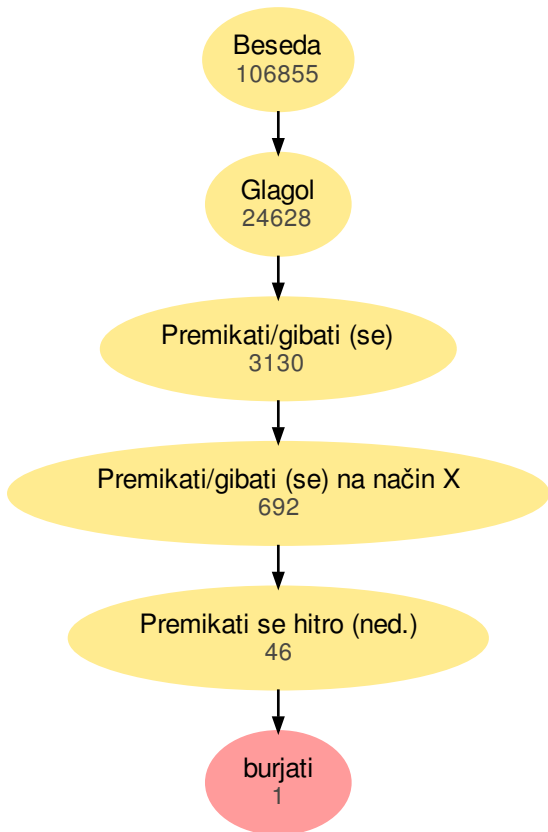 Beseda
106855
Glagol
24628
Premikati/gibati (se)
3130
Premikati/gibati (se) na način X
692
Premikati se hitro (ned.)
46
burjati
1